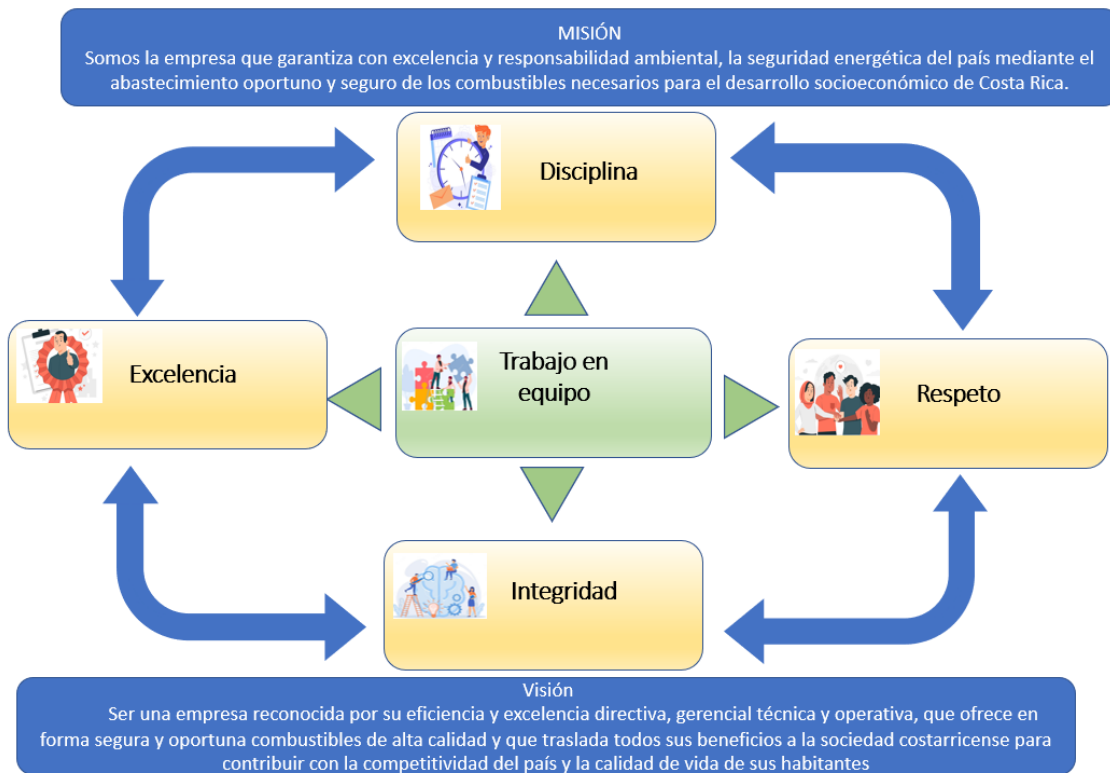 MISIÓN
Somos la empresa que garantiza con excelencia y responsabilidad ambiental, la seguridad energética del país mediante el
abastecimiento oportuno y seguro de los combustibles necesarios para el desarrollo socioeconómico de Costa Rica.
Disciplina
Excelencia
Trabajo en
equipo
Respeto
Integridad
Visión
Ser una empresa reconocida por su eficiencia y excelencia directiva, gerencial técnica y operativa, que ofrece en
forma segura y oportuna combustibles de alta calidad y que traslada todos sus beneficios a la sociedad costarricense para
contribuir con la competitividad del país y la calidad de vida de sus habitantes